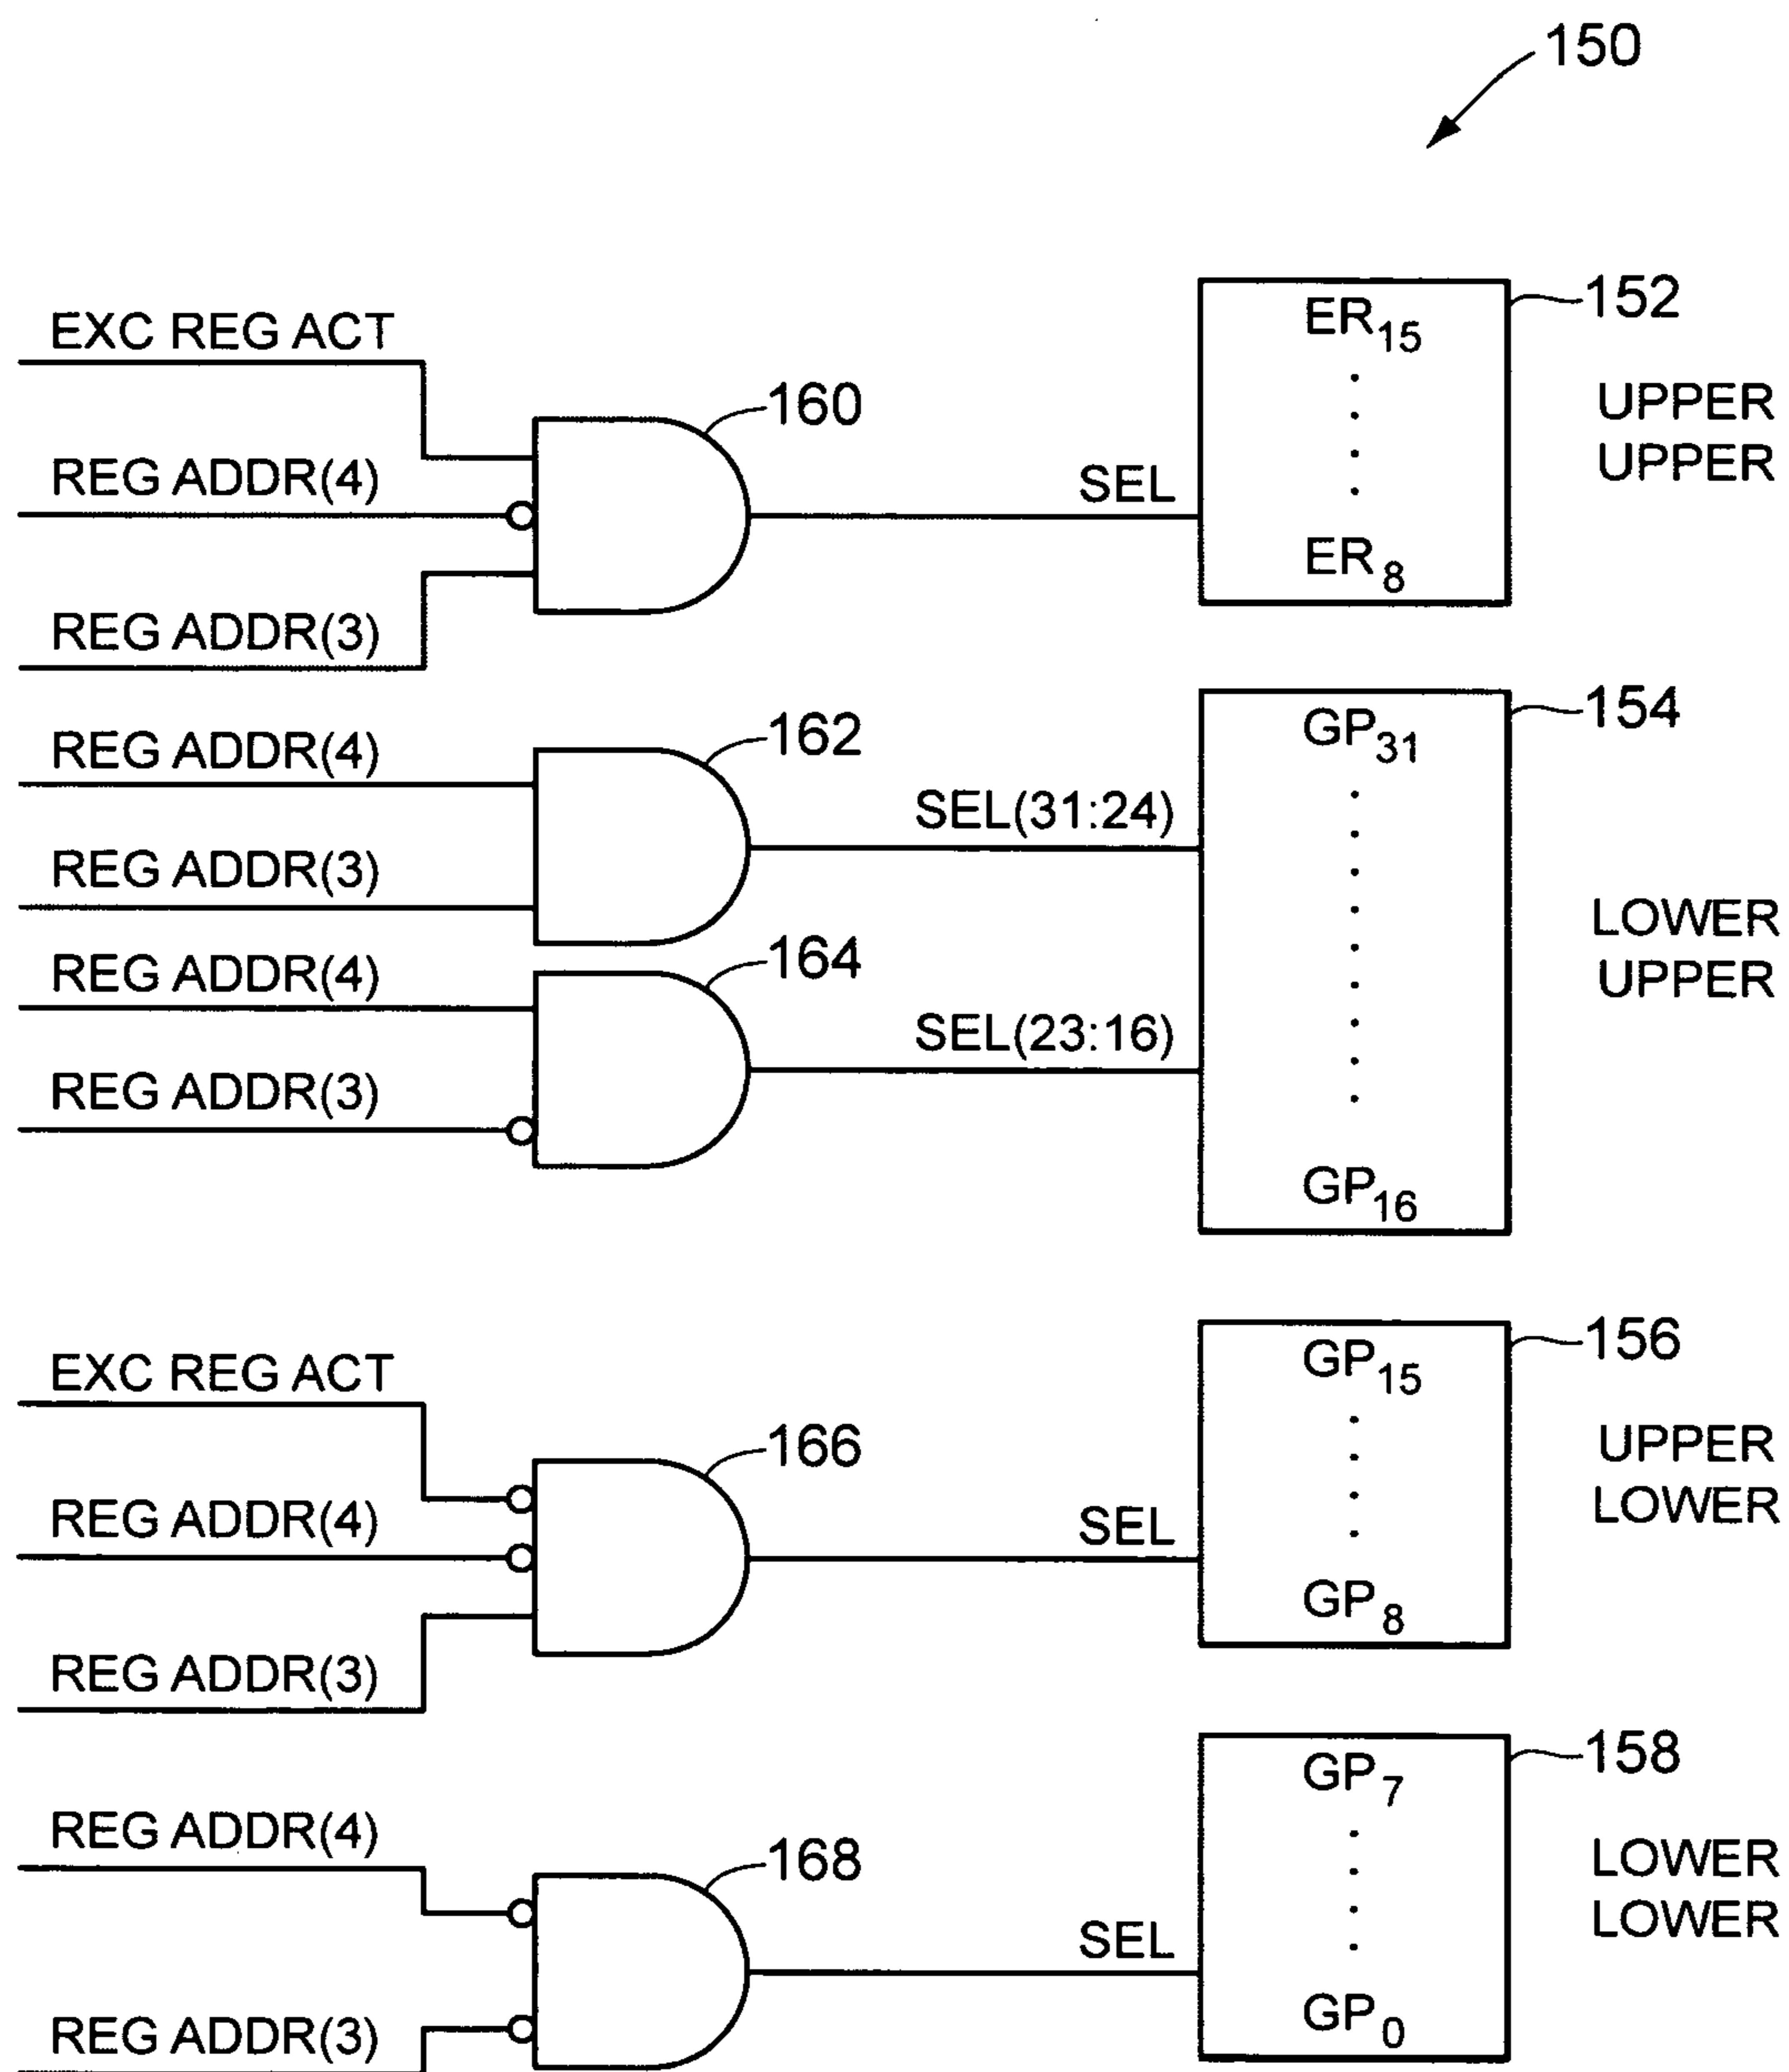 150
EXC REG ACT
REG ADDR(4)
REG ADDR(3)
160
SEL
ER15
ER8
152
UPPER
UPPER
REG ADDR(4)
REG ADDR(3)
162
SEL(31:24)
REG ADDR(4)
REG ADDR(3)
164
SEL(23:16)
GP31
GP16
154
LOWER
UPPER
EXC REG ACT
REG ADDR(4)
REG ADDR(3)
166
SEL
GP15
GP8
156
UPPER
LOWER
REG ADDR(4)
REG ADDR(3)
168
SEL
GP7
GP0
158
LOWER
LOWER